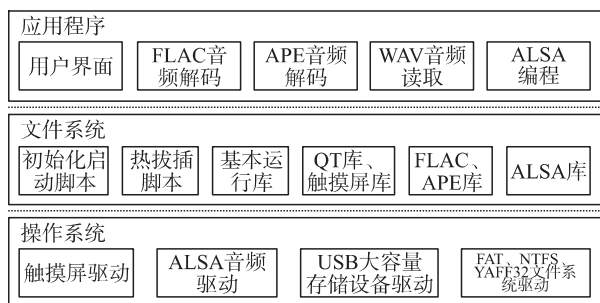 应用程序
用户界面
FLAC音
频解码
APE音频
解码
WAV音频
读取
ALSA
编程
文件系统
初始化启
动脚本
热拔插
脚本
基本运
行库
QT库、
触摸屏库
FLAC、
APE库
ALSA库
操作系统
触摸屏驱动
ALSA音频
驱动
USB大容量
存储设备驱动
FAT、NTFS、
YAFF32文件系
统驱动